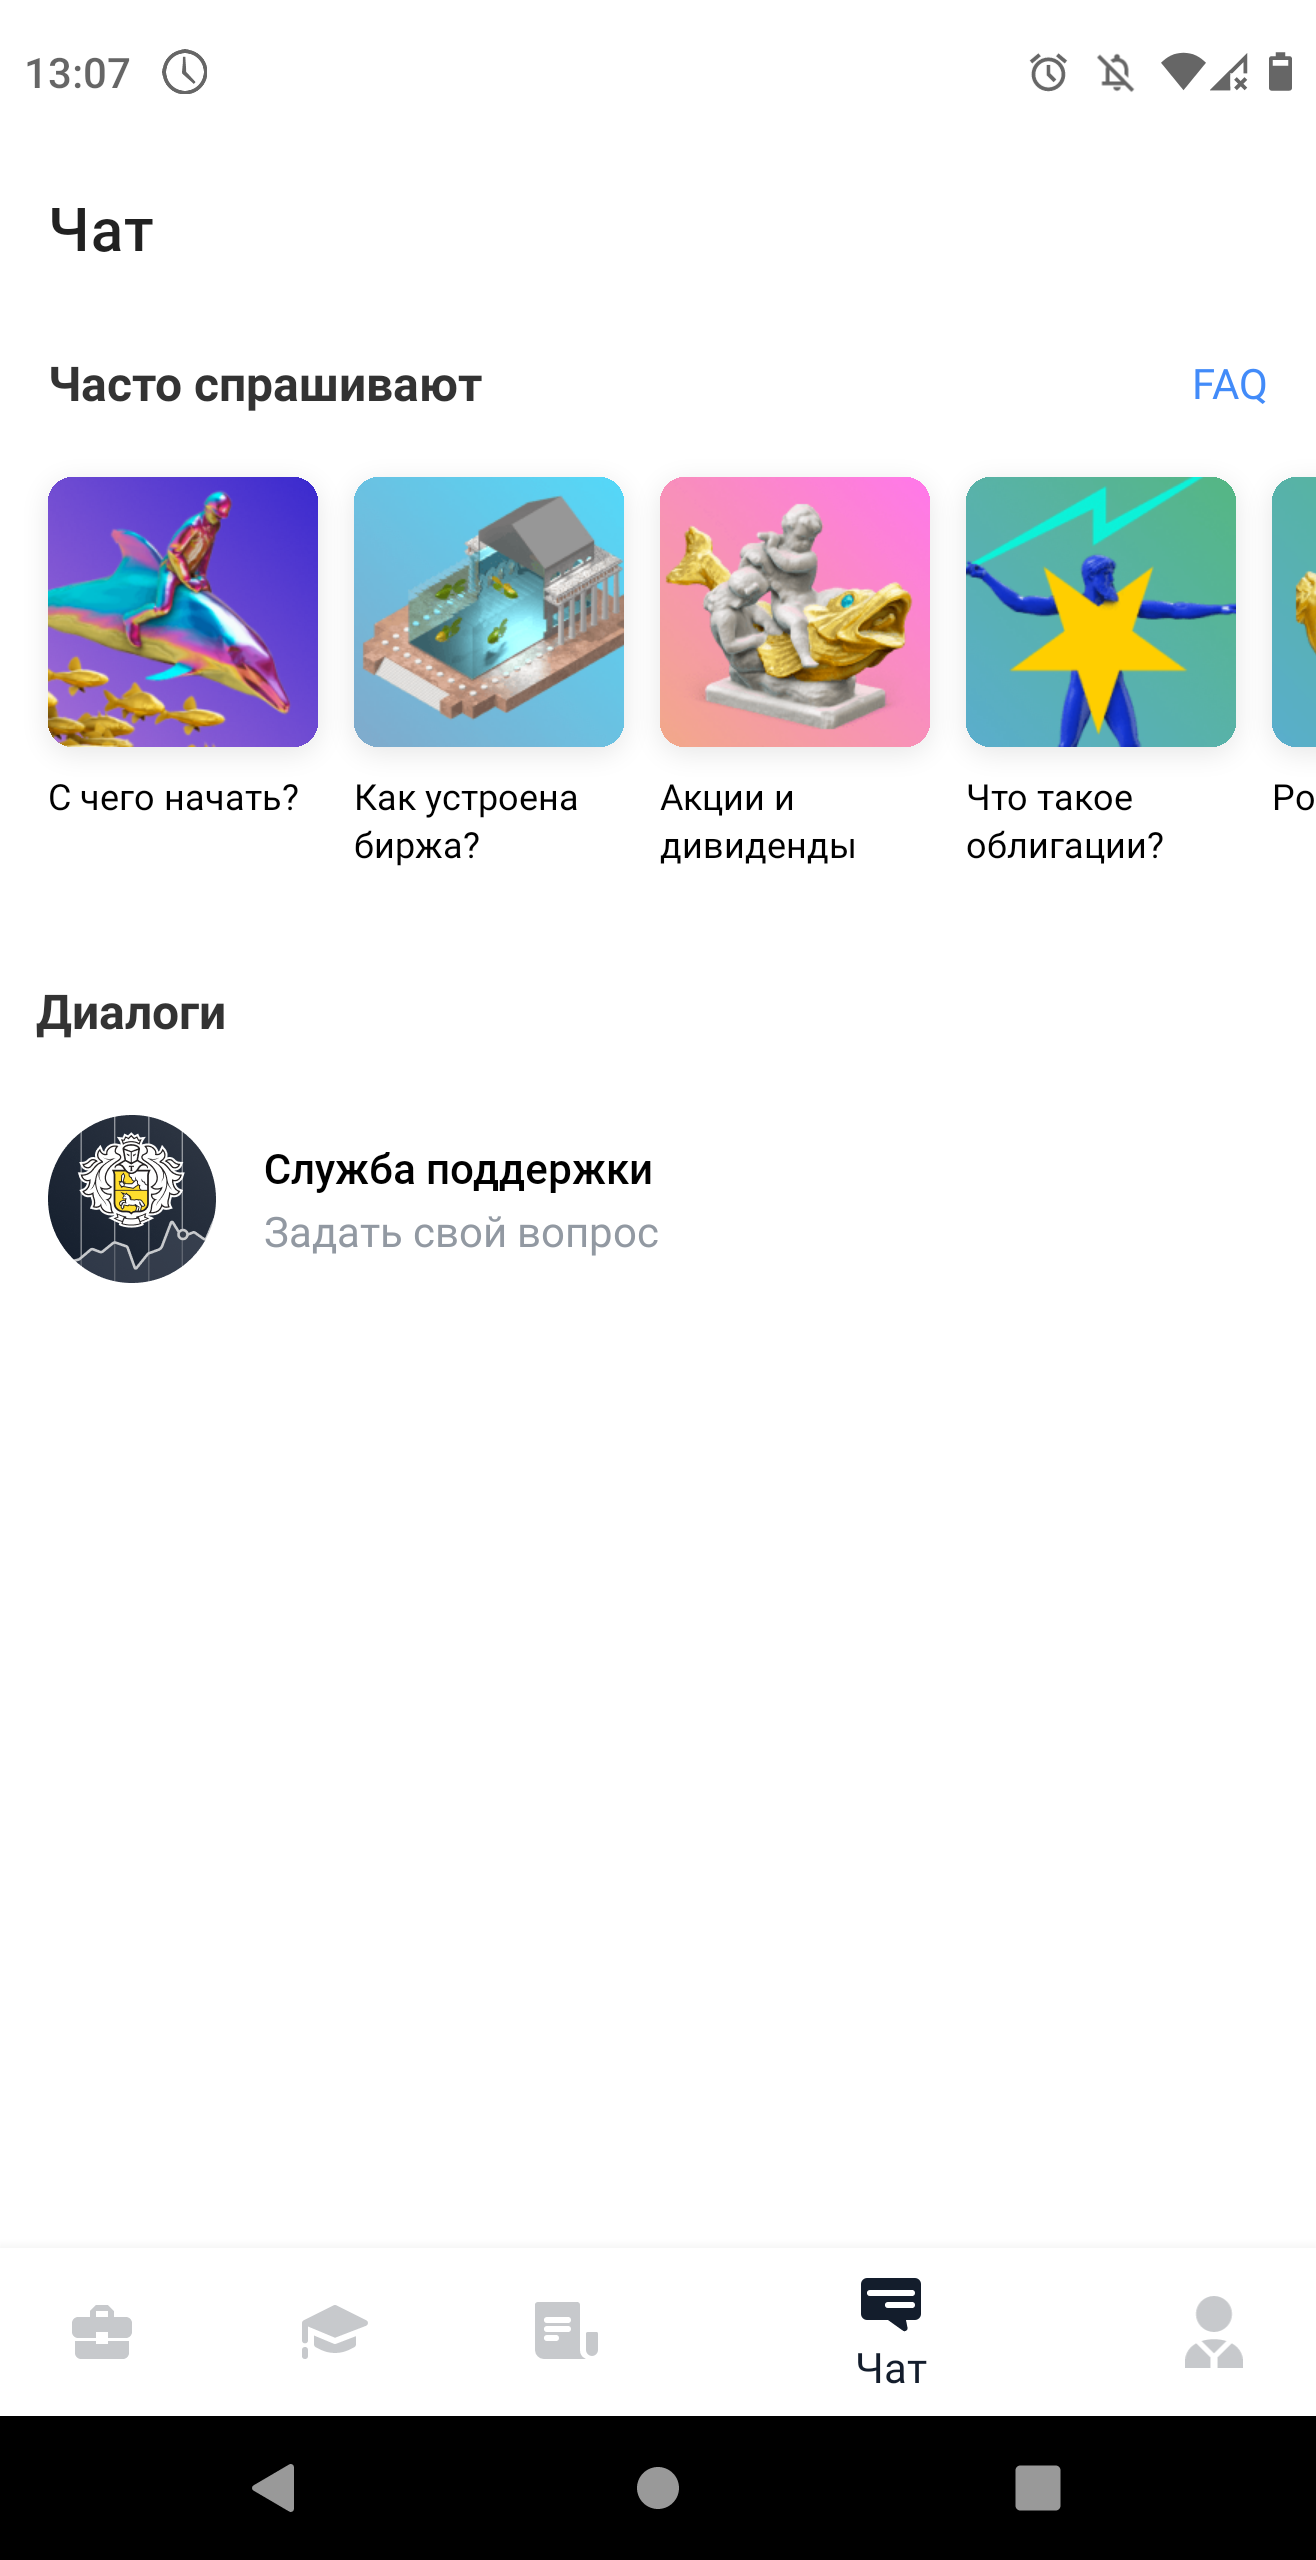 13:07
Чат
Часто спрашивают
FAQ
С чего начать?
Как устроена
биржа?
Акции и
дивиденды
Что такое
облигации?
Ро
Диалоги
Служба поддержки
Задать свой вопрос
Чат